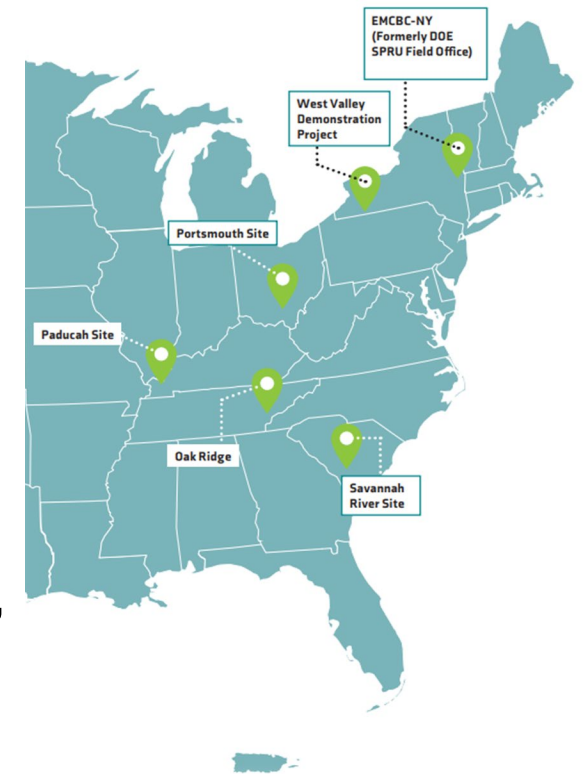 EMCBC-NY
(Formerly DOE
SPRU Field Office)
West Valley
Demonstration
Project
Portsmouth Site
Paducah Site
Oak Ridge
Savannah
River Site